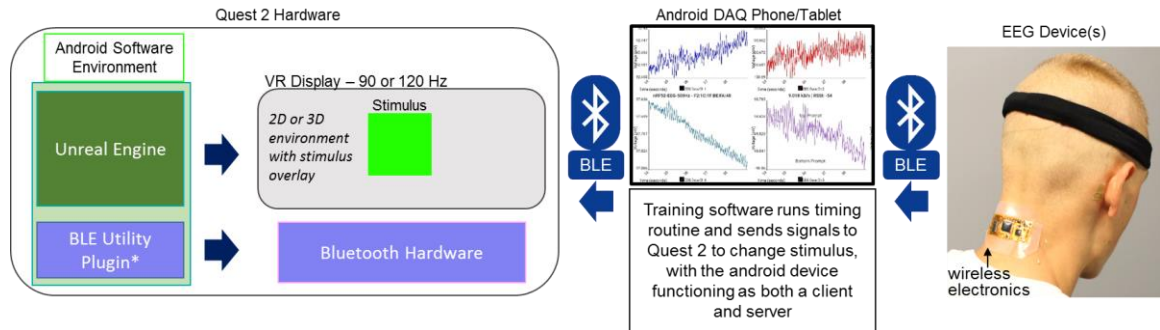 Quest 2 Hardware
Android Software
Environment
Unreal Engine
BLE Utility
Plugin*
VR Display – 90 or 120 Hz
2D or 3D
environment
with stimulus
overlay
Stimulus
Bluetooth Hardware
BLE
Android DAQ Phone/Tablet
Training software runs timing
routine and sends signals to
Quest 2 to change stimulus,
with the android device
functioning as both a client
and server
BLE
EEG Device(s)
wireless
electronics